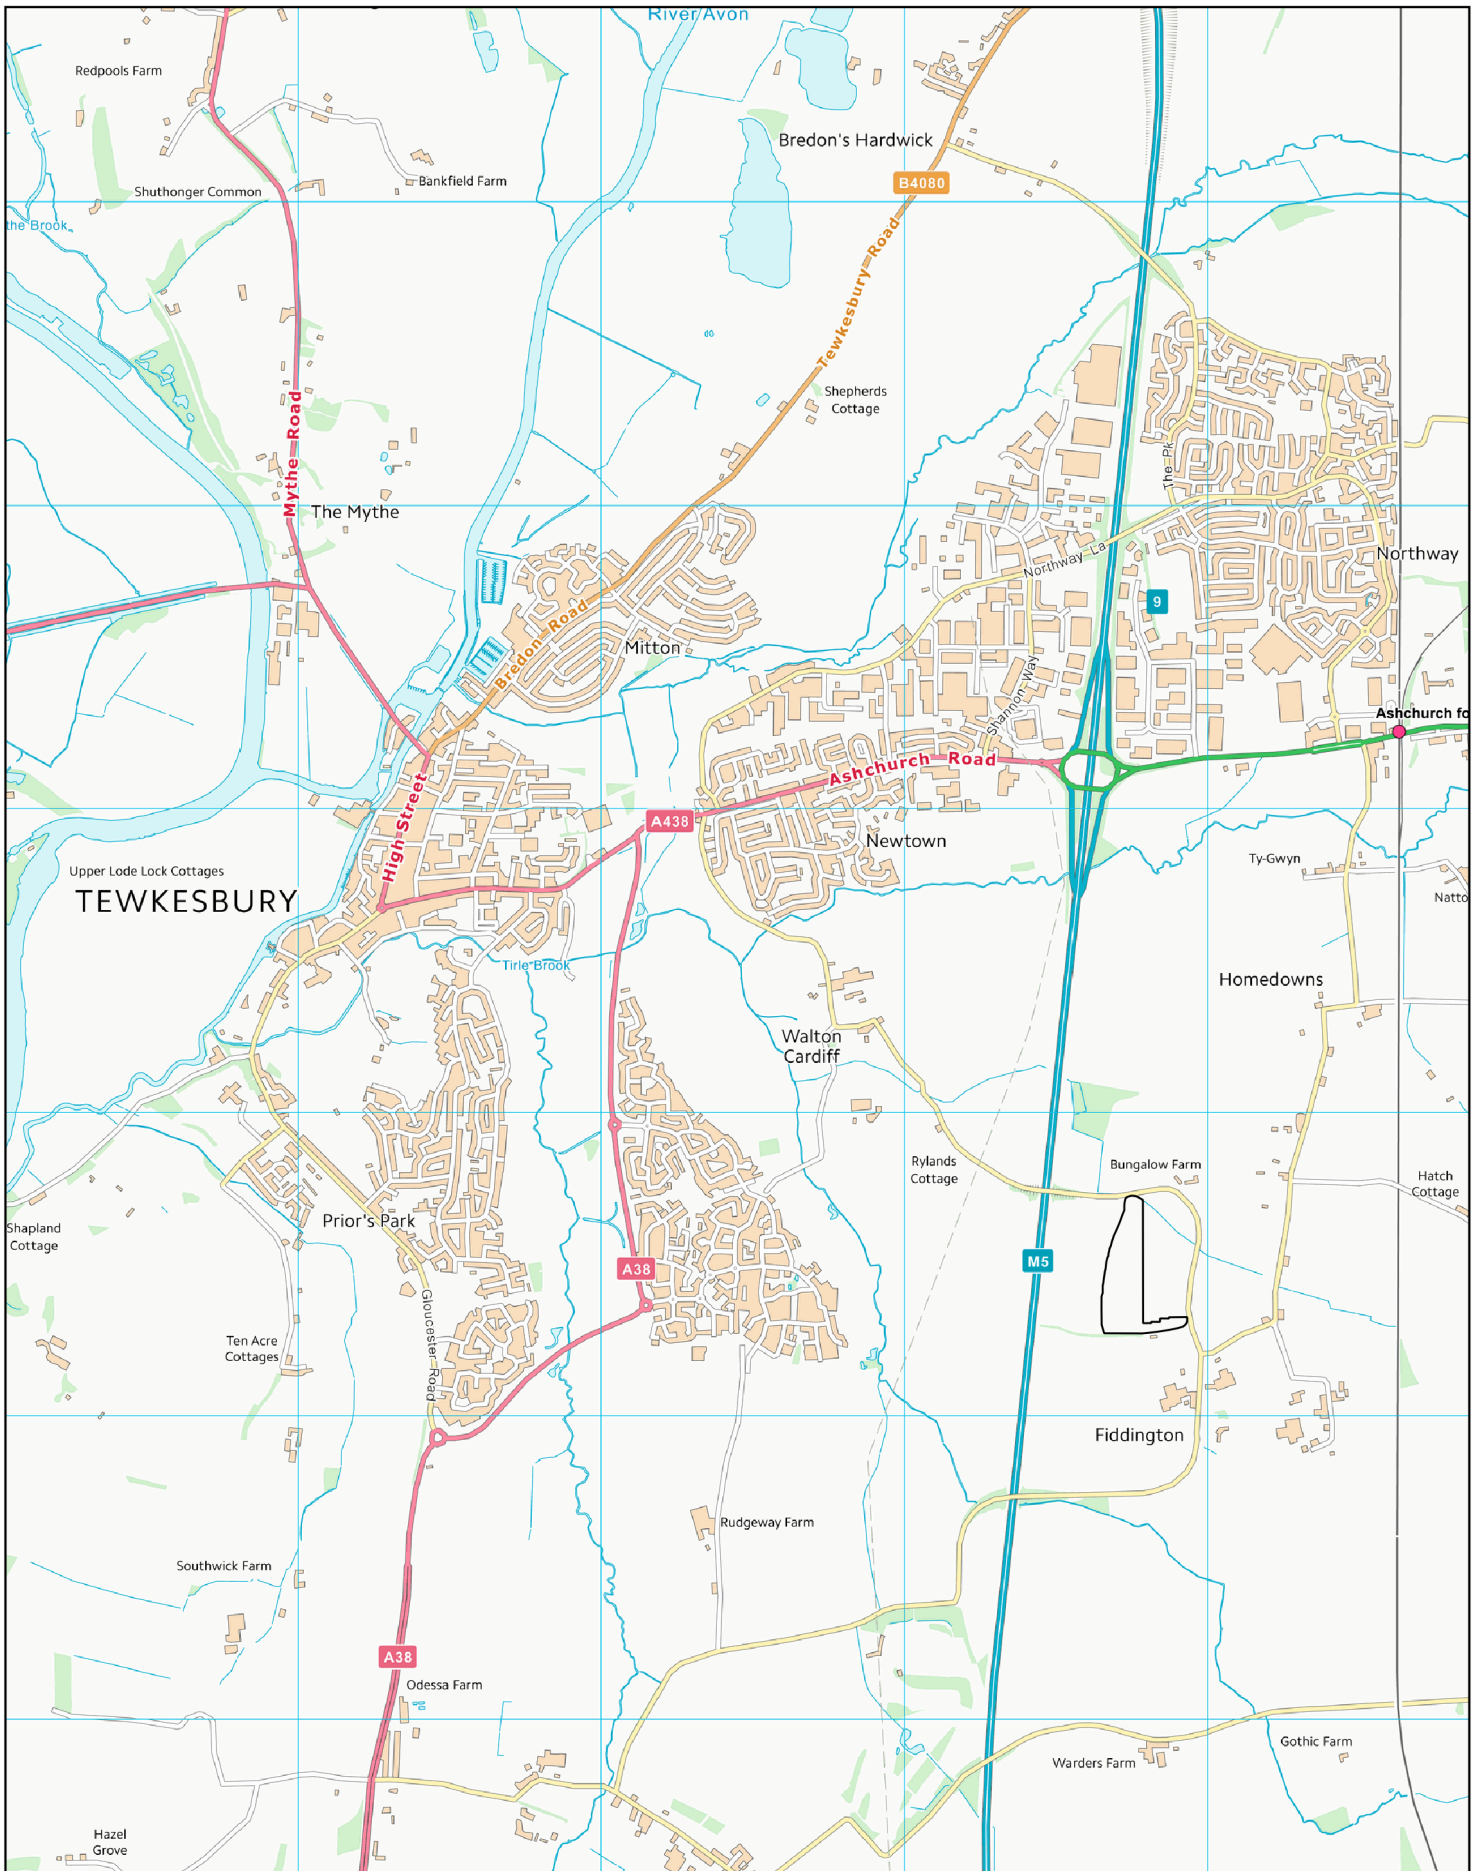 River Avon
Redpools Farm
Bredon's Hardwick
Bankfield Farm
B4080
Shuthonger Common
the Brook
Tewkesbury Road
Shepherds
Cottage
Mythe Road
The Pk
The Mythe
Northway La
Northway
9
Bredon Road
Mitton
Shannon Way
Ashchurch fo
Ashchurch Road
High Street
A438
Newtown
Ty-Gwyn
Upper Lode Lock Cottages
TEWKESBURY
Natto
Tirle Brook
Homedowns
Walton
Cardiff
Rylands
Cottage
Bungalow Farm
Hatch
Cottage
Shapland
Cottage
Prior's Park
M5
A38
Gloucester Road
Ten Acre
Cottages
Fiddington
Rudgeway Farm
Southwick Farm
A38
Odessa Farm
Gothic Farm
Warders Farm
Hazel
Grove